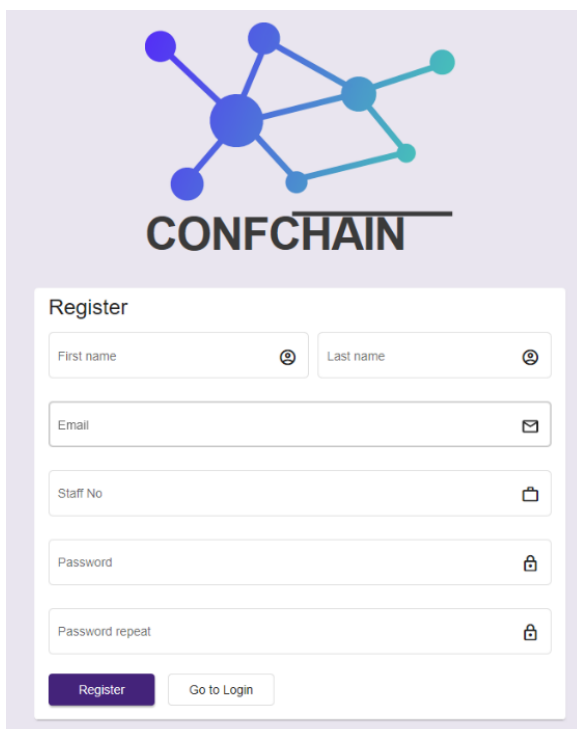 CONFCHAIN
Register
First name Last name
Email
Staff No
Password
Password repeat
Register Go to Login